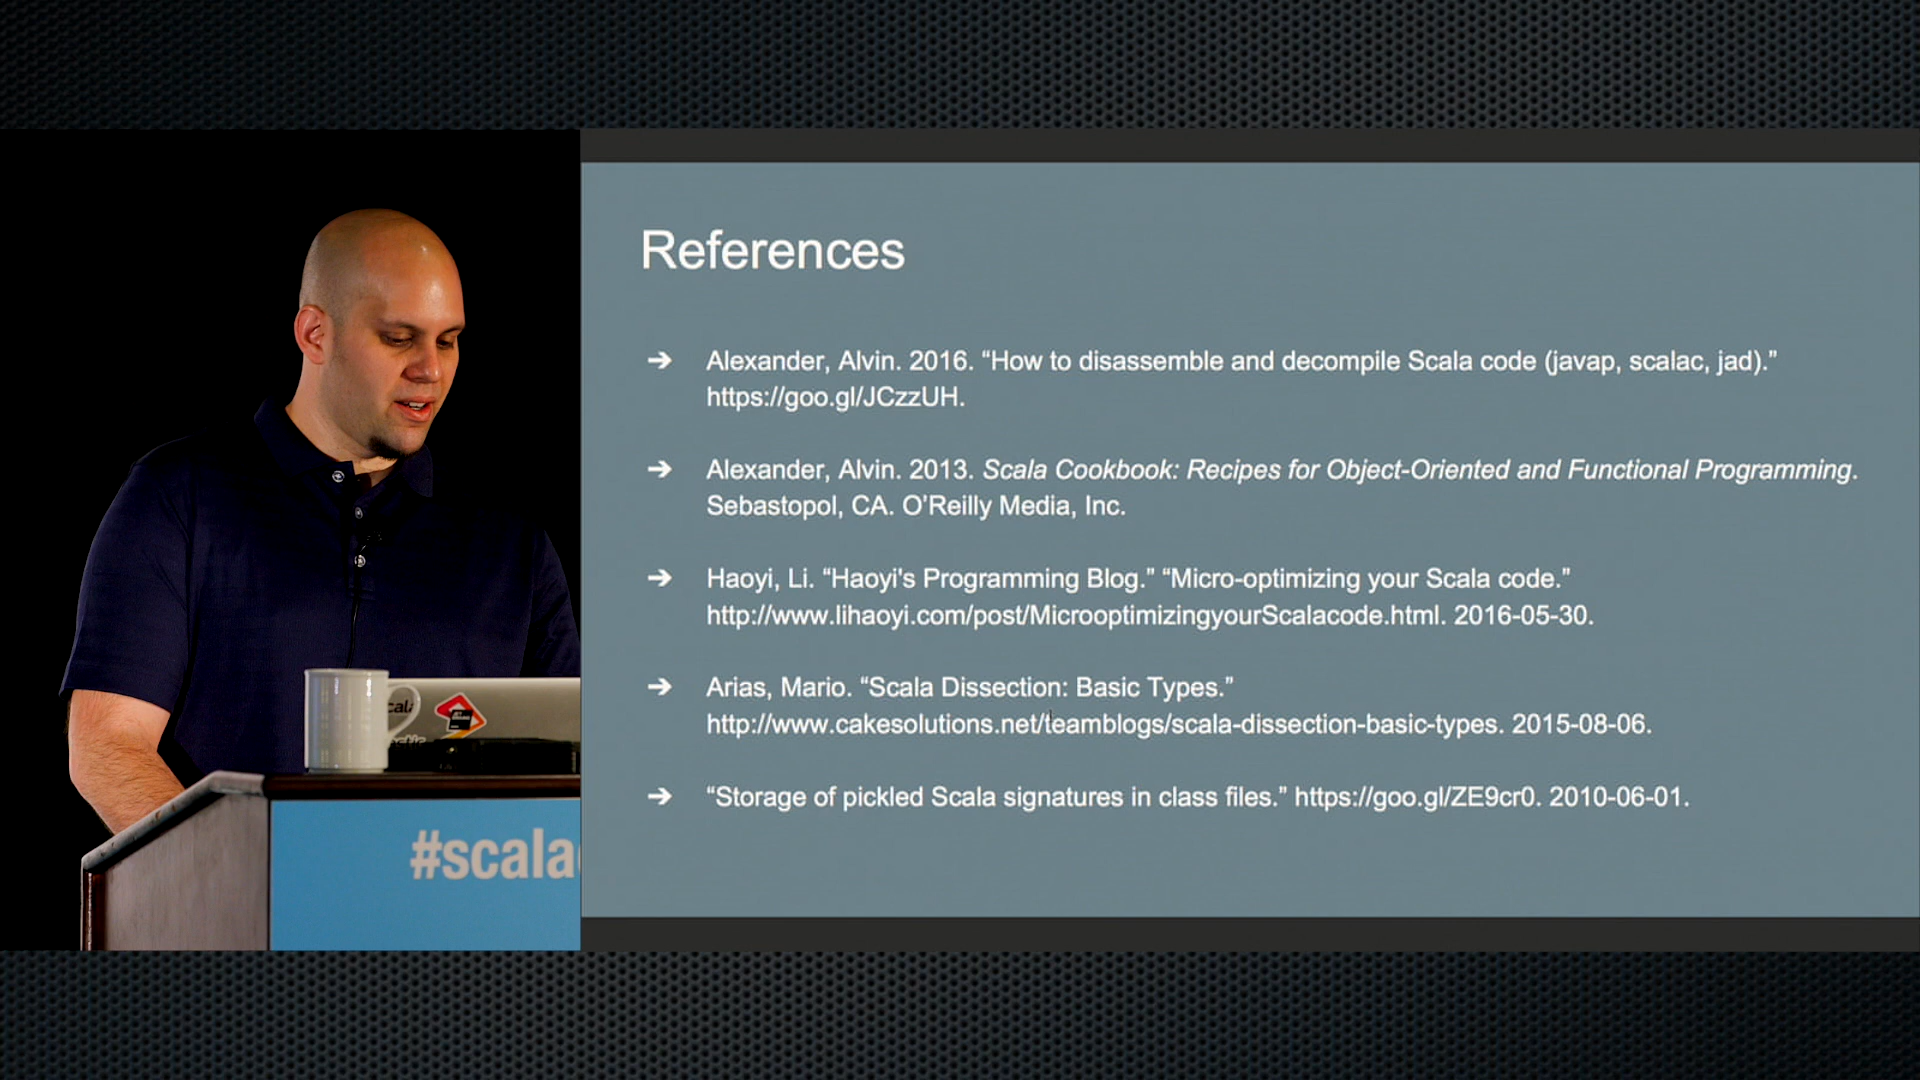 References
➔ Alexander, Alvin. 2016. “How to disassemble and decompile Scala code (javap, scalac, jad).”
https://goo.gl/JCzzUH.
➔ Alexander, Alvin. 2013. Scala Cookbook: Recipes for Object-Oriented and Functional Programming.
Sebastopol, CA. O’Reilly Media, Inc.
➔ Haoyi, Li. “Haoyi's Programming Blog.” “Micro-optimizing your Scala code.”
http://www.lihaoyi.com/post/MicrooptimizingyourScalacode.html. 2016-05-30.
➔ Arias, Mario. “Scala Dissection: Basic Types.”
http://www.cakesolutions.net/teamblogs/scala-dissection-basic-types. 2015-08-06.
➔ “Storage of pickled Scala signatures in class files.” https://goo.gl/ZE9cr0. 2010-06-01.
#scala